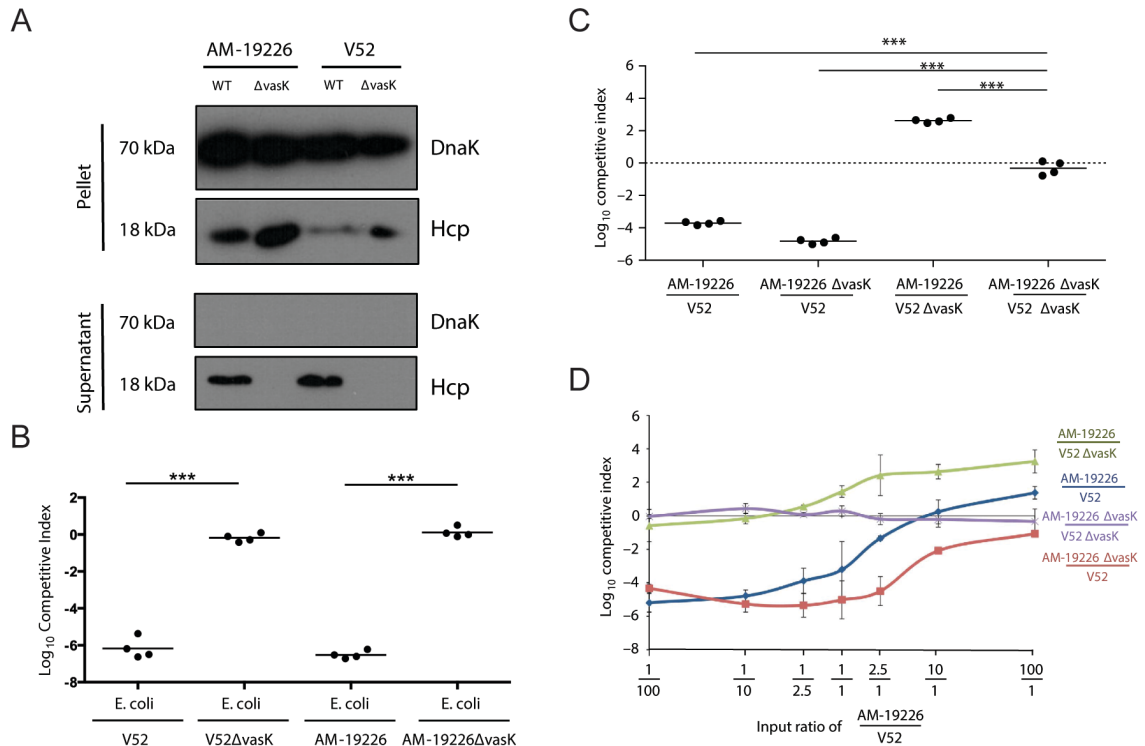 A
AM-19226 V52
WT ΔvasK WT ΔvasK
Pellet
70 kDa DnaK
18 kDa Hcp
Supernatant
70 kDa DnaK
18 kDa Hcp
B
*** ***
Log10 Competitive Index
2
0
-2
-4
-6
-8
E. coli E. coli E. coli E. coli
V52 V52ΔvasK AM-19226 AM-19226ΔvasK
C
***
***
***
Log10 competitive index
6
4
2
0
−2
−4
−6
AM-19226 AM-19226 ΔvasK AM-19226 AM-19226 ΔvasK
V52 V52 V52 ΔvasK V52 ΔvasK
D
Log10 competitive index
6
4
2
0
−2
−4
−6
−8
AM-19226
V52 ΔvasK
AM-19226
V52
AM-19226 ΔvasK
V52 ΔvasK
AM-19226 ΔvasK
V52
1 1 1 1 2.5 10 100
100 10 2.5 1 1 1 1
Input ratio of AM-19226
V52